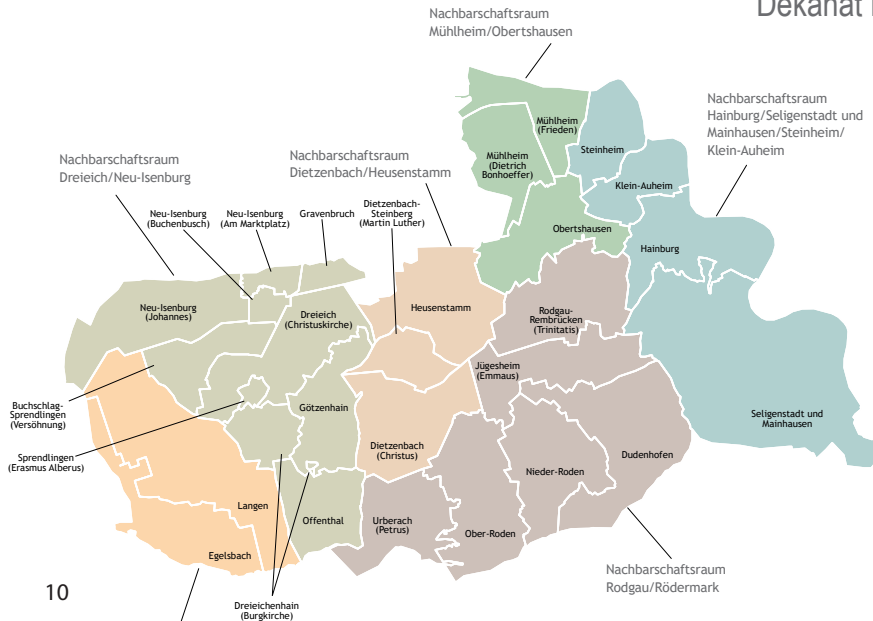 Dekanat
Nachbarschaftsraum
Mühlheim/Obertshausen
Nachbarschaftsraum
Hainburg/Seligenstadt und
Mainhausen/Steinheim/
Klein-Auheim
Nachbarschaftsraum
Dreieich/Neu-Isenburg
Nachbarschaftsraum
Dietzenbach/Heusenstamm
Mühlheim
(Frieden)
Steinheim
Mühlheim
(Dietrich
Bonhoeffer)
Klein-Auheim
Neu-Isenburg
(Buchenbusch)
Neu-Isenburg
(Am Marktplatz)
Gravenbruch
Dietzenbach-
Steinberg
(Martin Luther)
Obertshausen
Hainburg
Neu-Isenburg
(Johannes)
Dreieich
(Christuskirche)
Heusenstamm
Rodgau-
Rembrücken
(Trinitatis)
Jügesheim
(Emmaus)
Buchschlag-
Sprendlingen
(Versöhnung)
Götzenhain
Seligenstadt und
Mainhausen
Sprendlingen
(Erasmus Alberus)
Dietzenbach
(Christus)
Nieder-Roden
Dudenhofen
Langen
Offenthal
Urberach
(Petrus)
Ober-Roden
Egelsbach
Nachbarschaftsraum
Rodgau/Rödermark
10
Dreieichenhain
(Burgkirche)